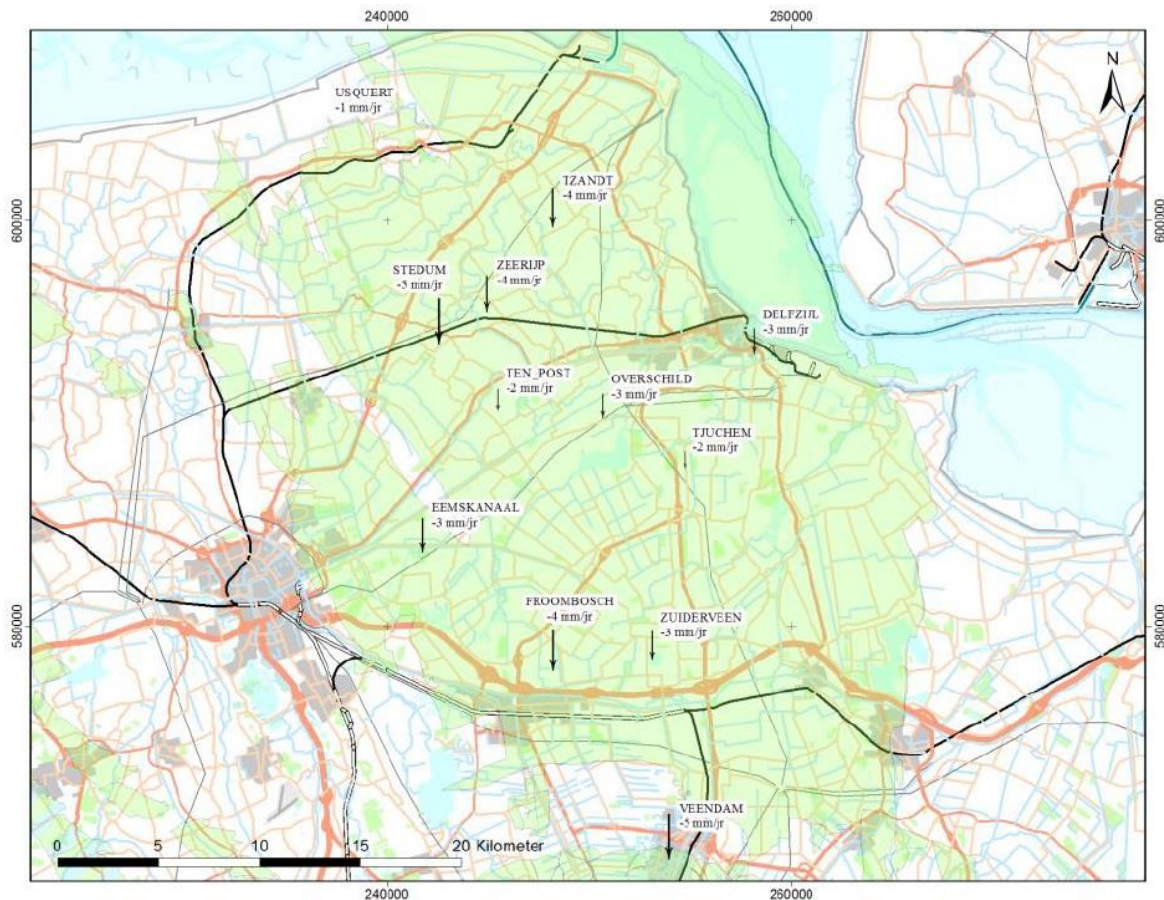 240000
260000
N
USQUERT
-1 mm/jr
TZANDT
-4 mm/jr
600000
600000
STEDUM
-5 mm/jr
ZEERIJP
-4 mm/jr
DELFZIJL
-3 mm/jr
TEN_POST
-2 mm/jr
OVERSCHILD
-3 mm/jr
TJUCHEM
-2 mm/jr
EEMSKANAAL
-3 mm/jr
FROOMBOSCH
-4 mm/jr
ZUIDERVEEN
-3 mm/jr
580000
580000
VEENDAM
-5 mm/jr
0 5 10 15 20 Kilometer
240000
260000